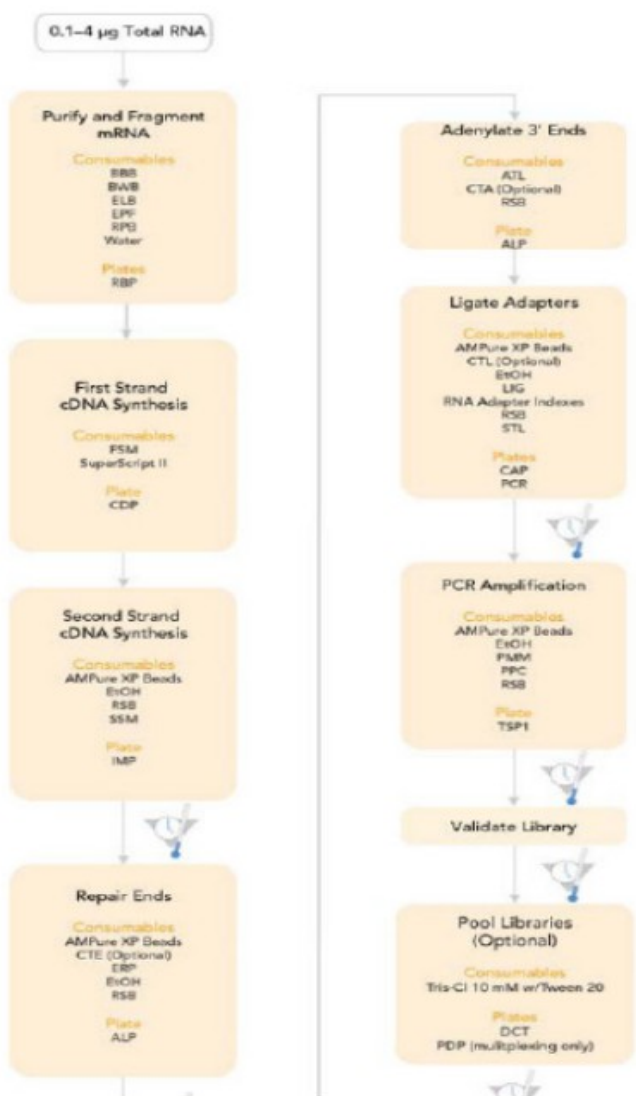 0.1–4 µg Total RNA
Purify and Fragment
mRNA
Consumables
BBB
BWB
ELB
EPF
RPB
Water
Plates
RBP
First Strand
cDNA Synthesis
Consumables
FSM
SuperScript II
Plate
CDP
Second Strand
cDNA Synthesis
Consumables
AMPure XP Beads
EtOH
RSB
SSM
Plate
IMP
Repair Ends
Consumables
AMPure XP Beads
CTE (Optional)
ERP
EtOH
RSB
Plate
ALP
Adenylate 3' Ends
Consumables
ATL
CTA (Optional)
RSB
Plate
ALP
Ligate Adapters
Consumables
AMPure XP Beads
CTL (Optional)
EtOH
LIG
RNA Adapter Indexes
RSB
STL
Plates
CAP
PCR
PCR Amplification
Consumables
AMPure XP Beads
EtOH
PMM
PPC
RSB
Plate
TSP1
Validate Library
Pool Libraries
(Optional)
Consumables
Tris-Cl 10 mM w/Tween 20
Plates
DCT
PDP (mulitplexing only)